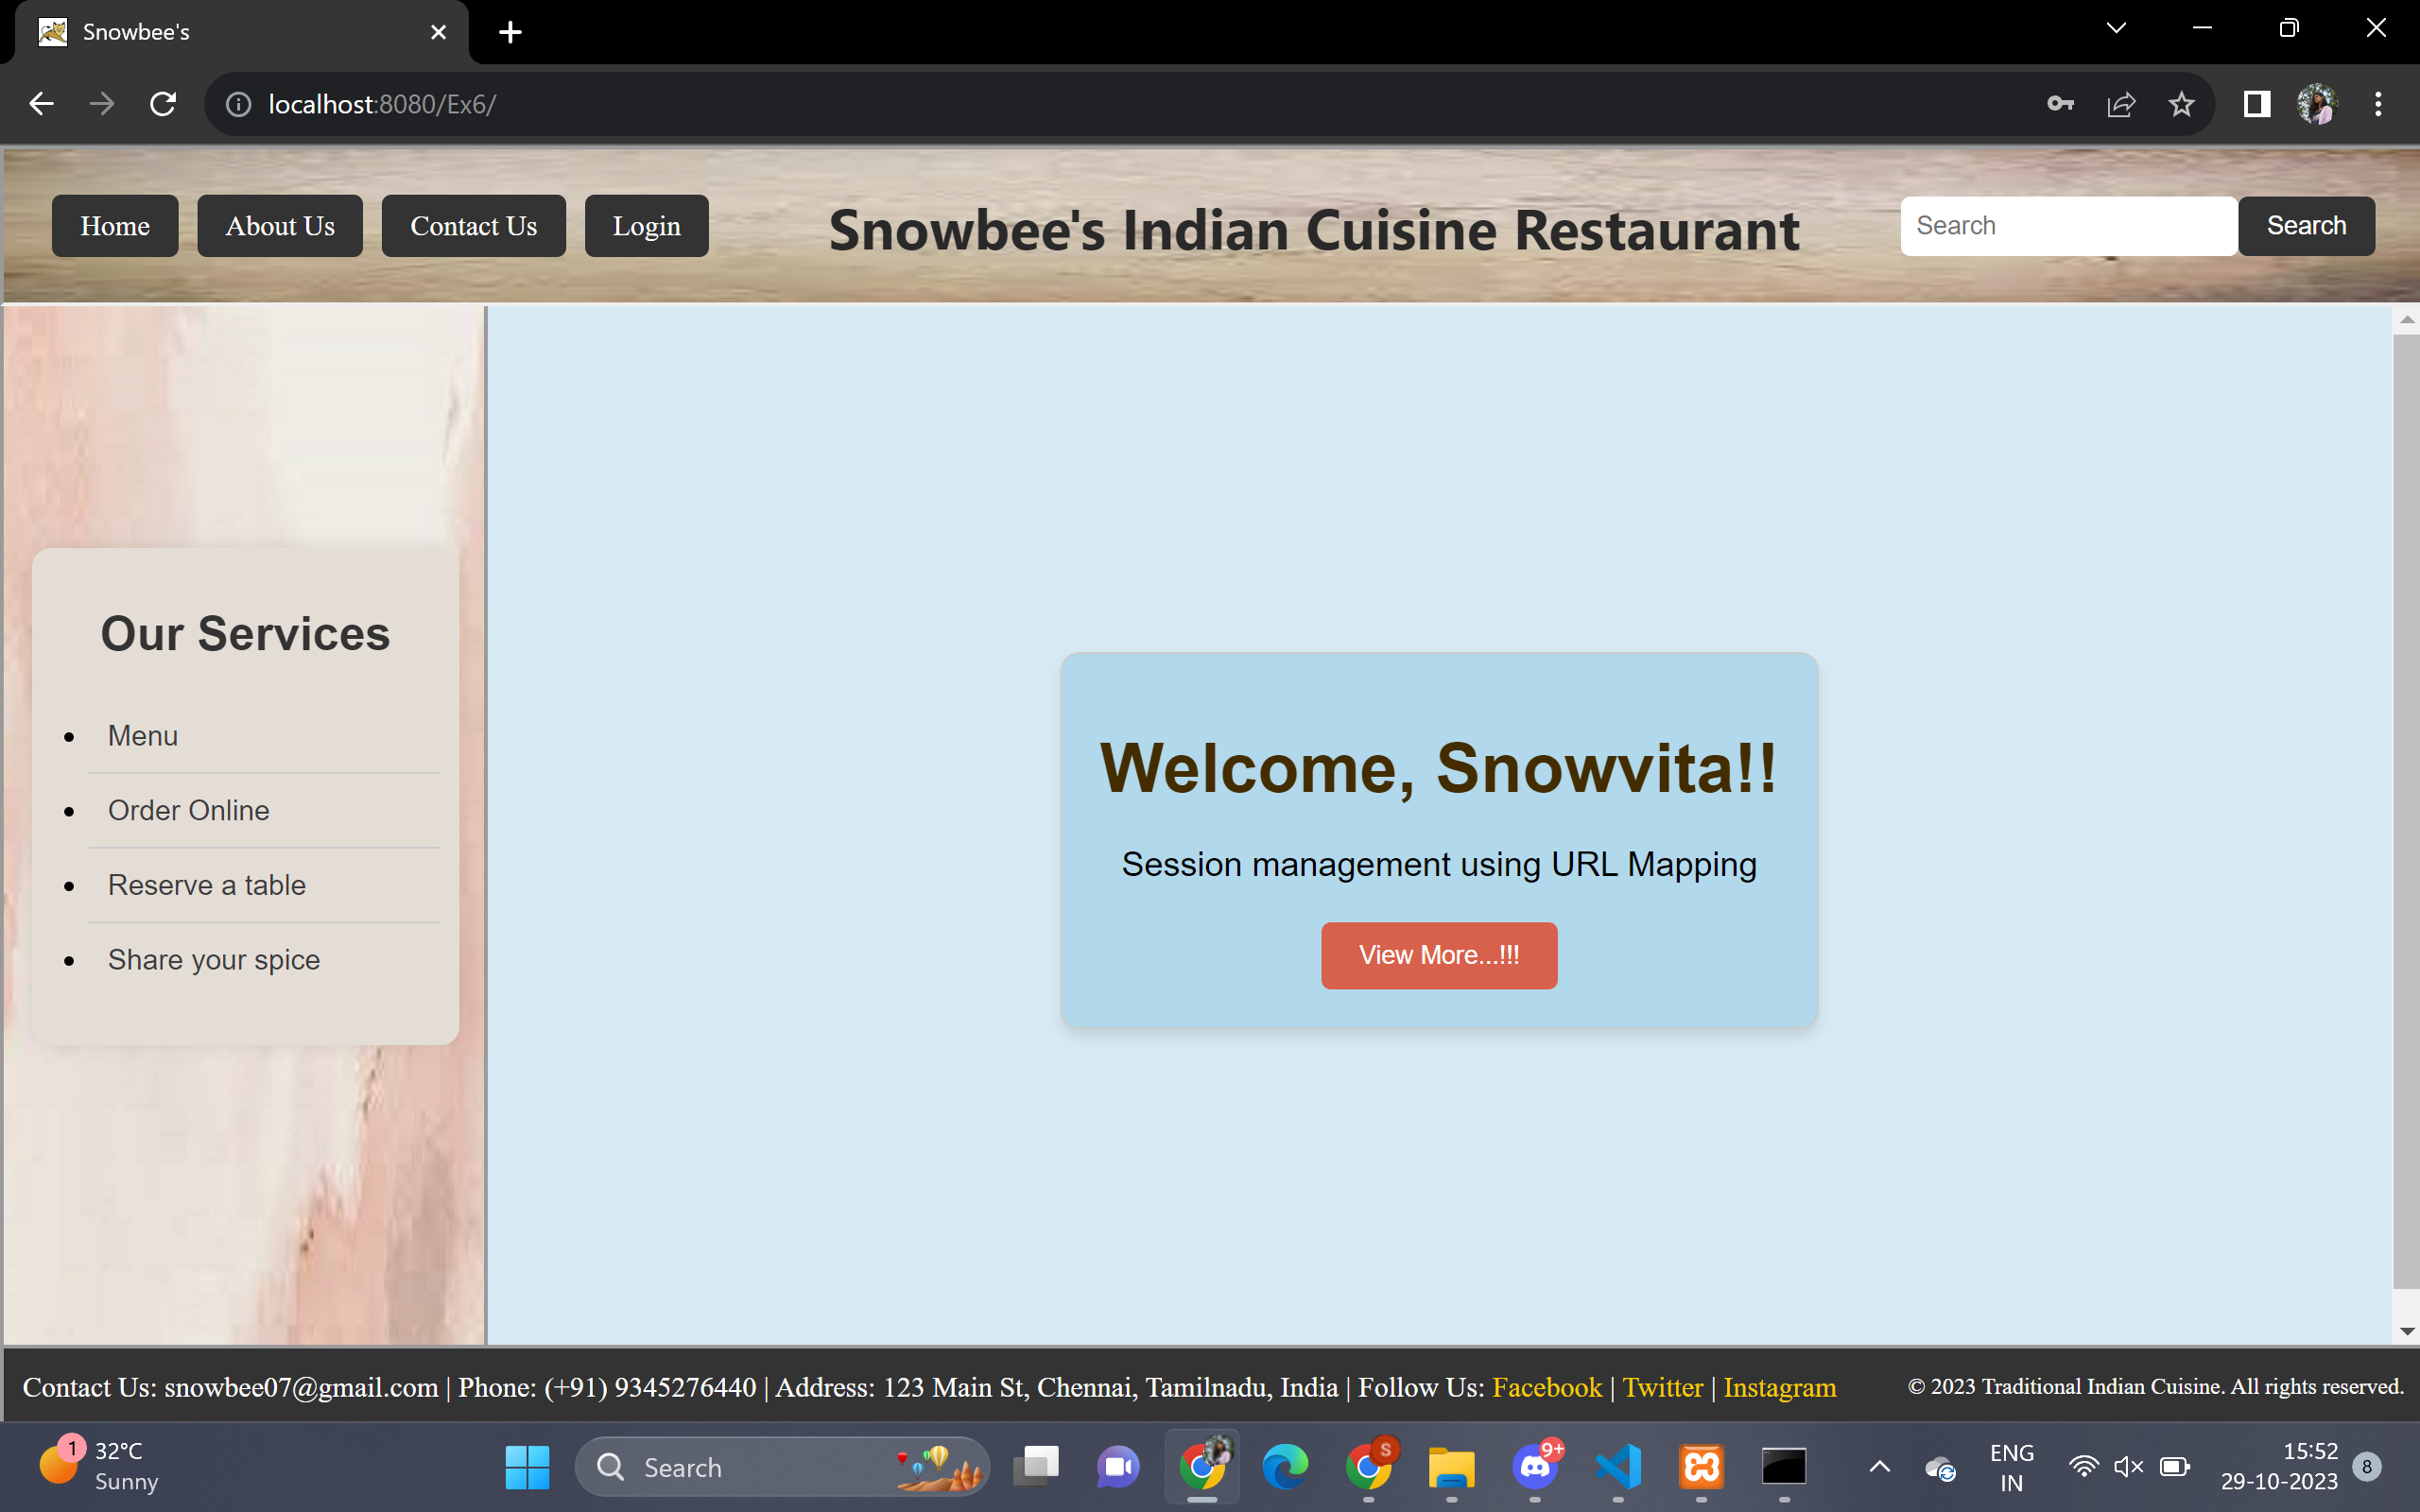 Snowbee's
localhost:8080/Ex6/
Home About Us Contact Us Login Snowbee's Indian Cuisine Restaurant Search Search
Our Services
Menu
Order Online
Reserve a table
Share your spice
Welcome, Snowvita!!
Session management using URL Mapping
View More...!!!
Contact Us: snowbee07@gmail.com | Phone: (+91) 9345276440 | Address: 123 Main St, Chennai, Tamilnadu, India | Follow Us: Facebook | Twitter | Instagram © 2023 Traditional Indian Cuisine. All rights reserved.
1 32°C
Sunny
Search
S
9+
ENG
IN
15:52
29-10-2023
8